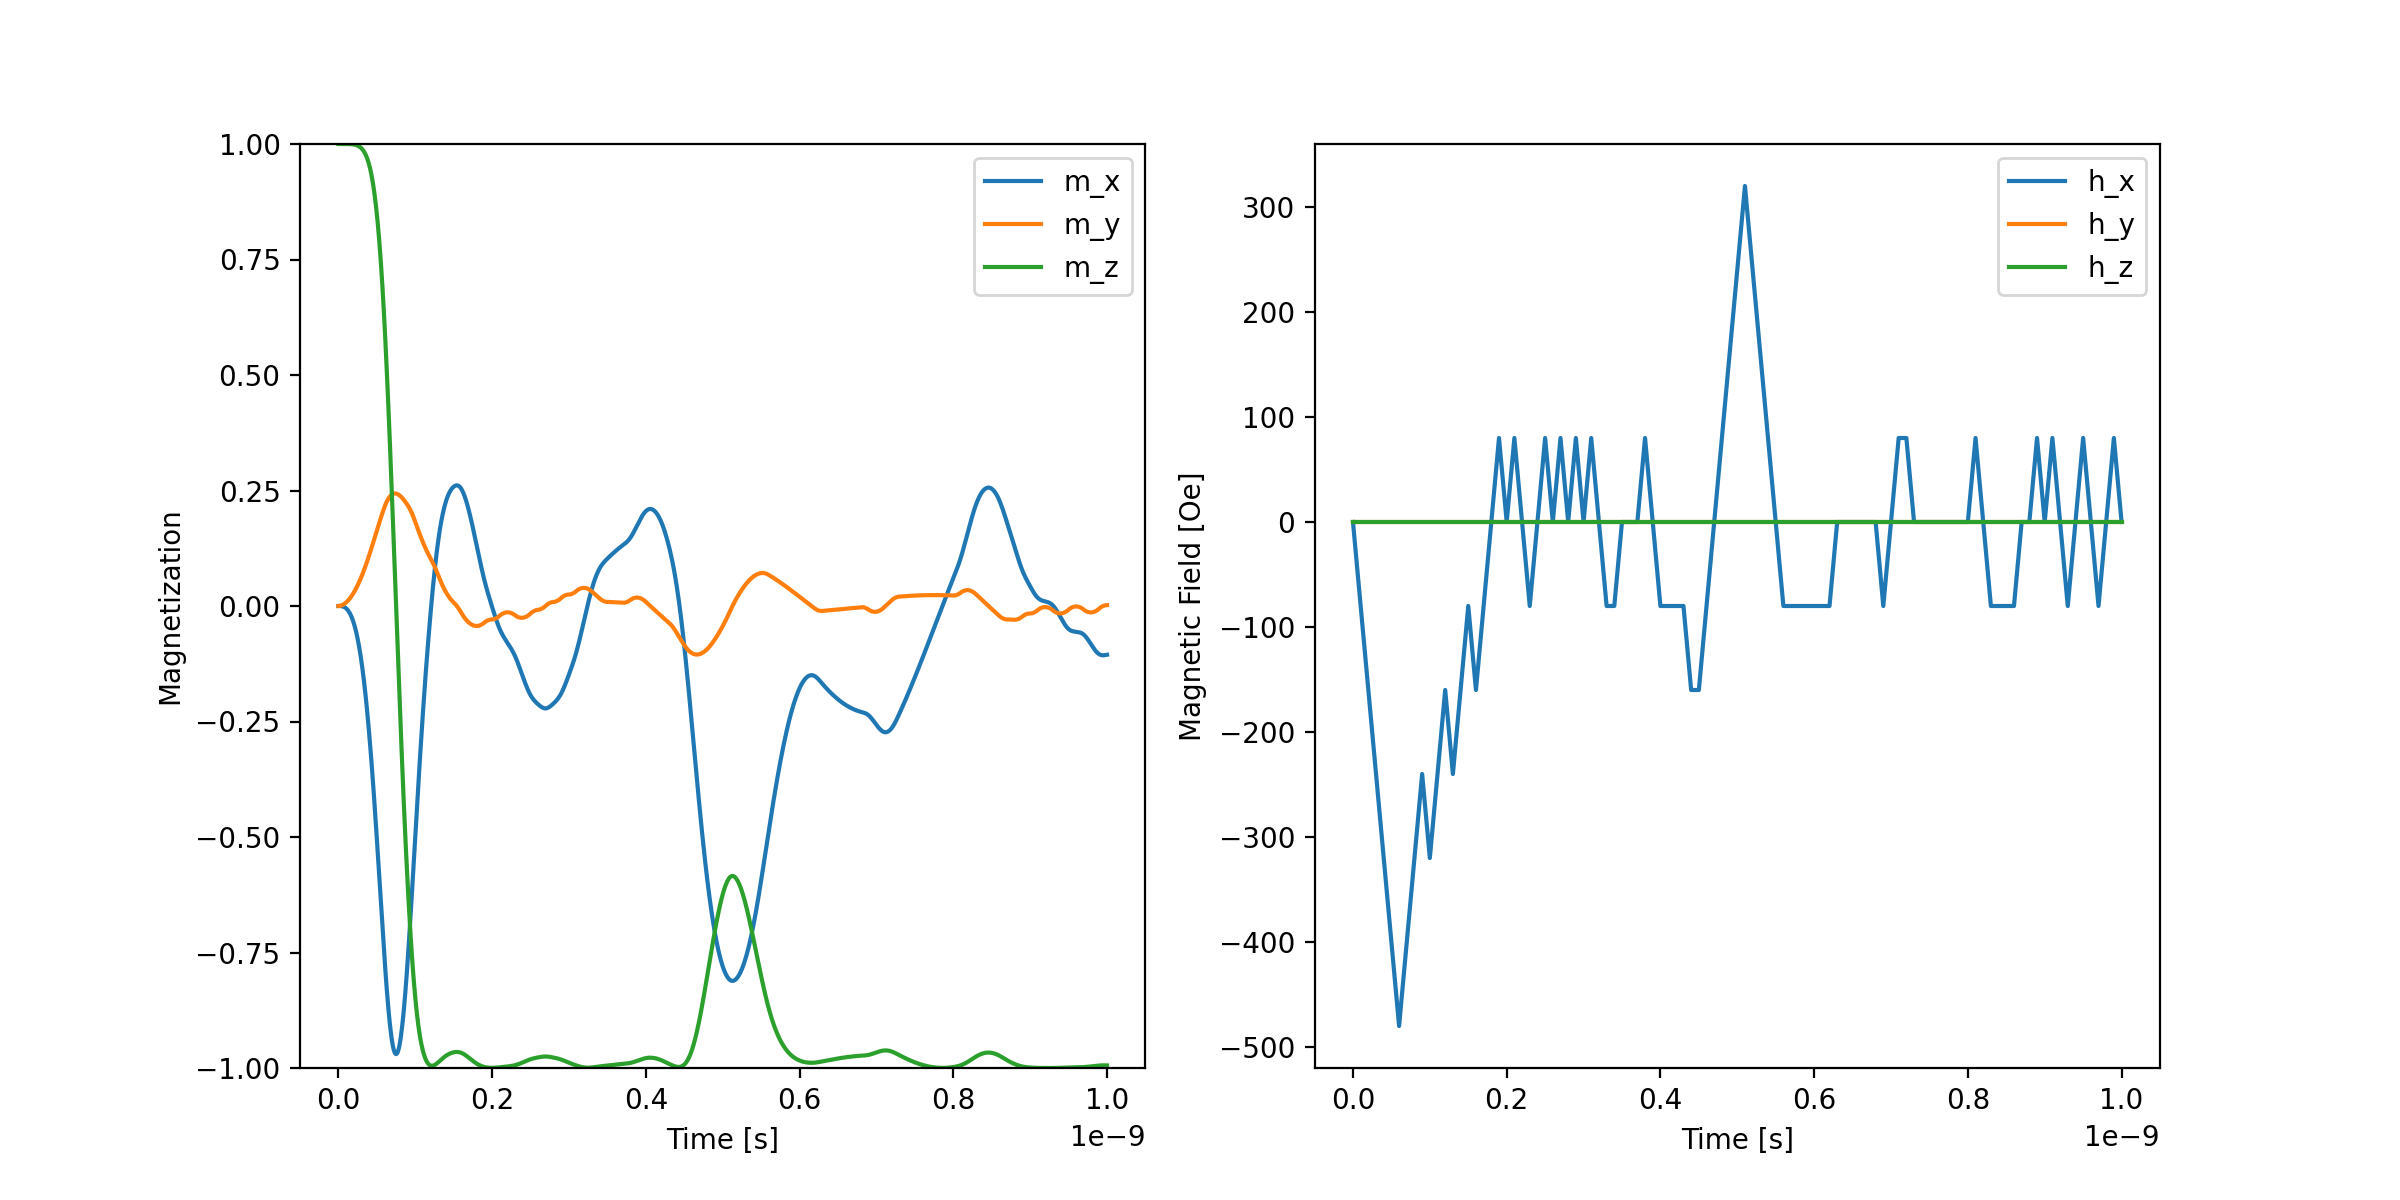 Magnetization
1.00
0.75
0.50
0.25
0.00
−0.25
−0.50
−0.75
−1.00
0.0 0.2 0.4 0.6 0.8 1.0
1e−9
Time [s]
m_x
m_y
m_z
Magnetic Field [Oe]
300
200
100
0
−100
−200
−300
−400
−500
0.0 0.2 0.4 0.6 0.8 1.0
1e−9
Time [s]
h_x
h_y
h_z